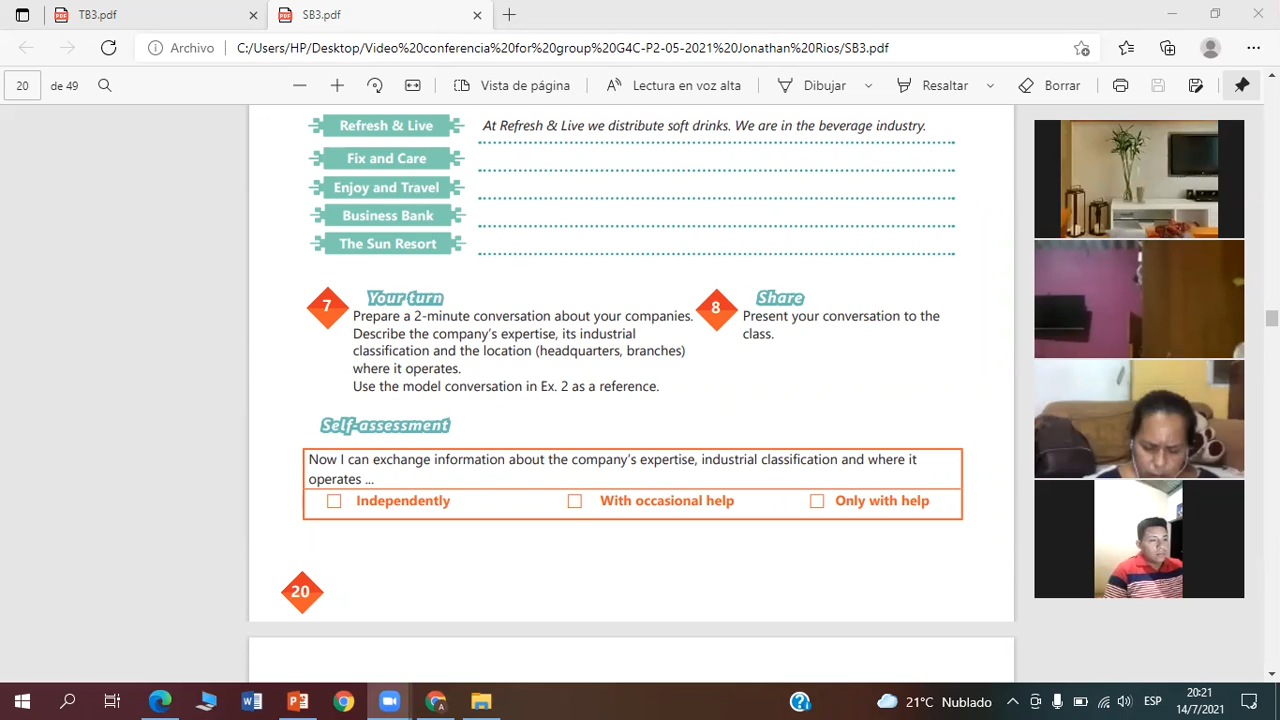 TB3.pdf
SB3.pdf
Archivo
C:/Users/HP/Desktop/Video%20conferencia%20for%20group%20G4C-P2-05-2021%20Jonathan%20Rios/SB3.pdf
20
de 49
Vista de página
Lectura en voz alta
Dibujar
Resaltar
Borrar
Refresh & Live
At Refresh & Live we distribute soft drinks. We are in the beverage industry.
Fix and Care
Enjoy and Travel
Business Bank
The Sun Resort
7
Your turn
Prepare a 2-minute conversation about your companies.
Describe the company's expertise, its industrial
classification and the location (headquarters, branches)
where it operates.
Use the model conversation in Ex. 2 as a reference.
8
Share
Present your conversation to the
class.
Self-assessment
Now I can exchange information about the company's expertise, industrial classification and where it
operates ...
Independently
With occasional help
Only with help
20
21°C Nublado
ESP
20:21
14/7/2021